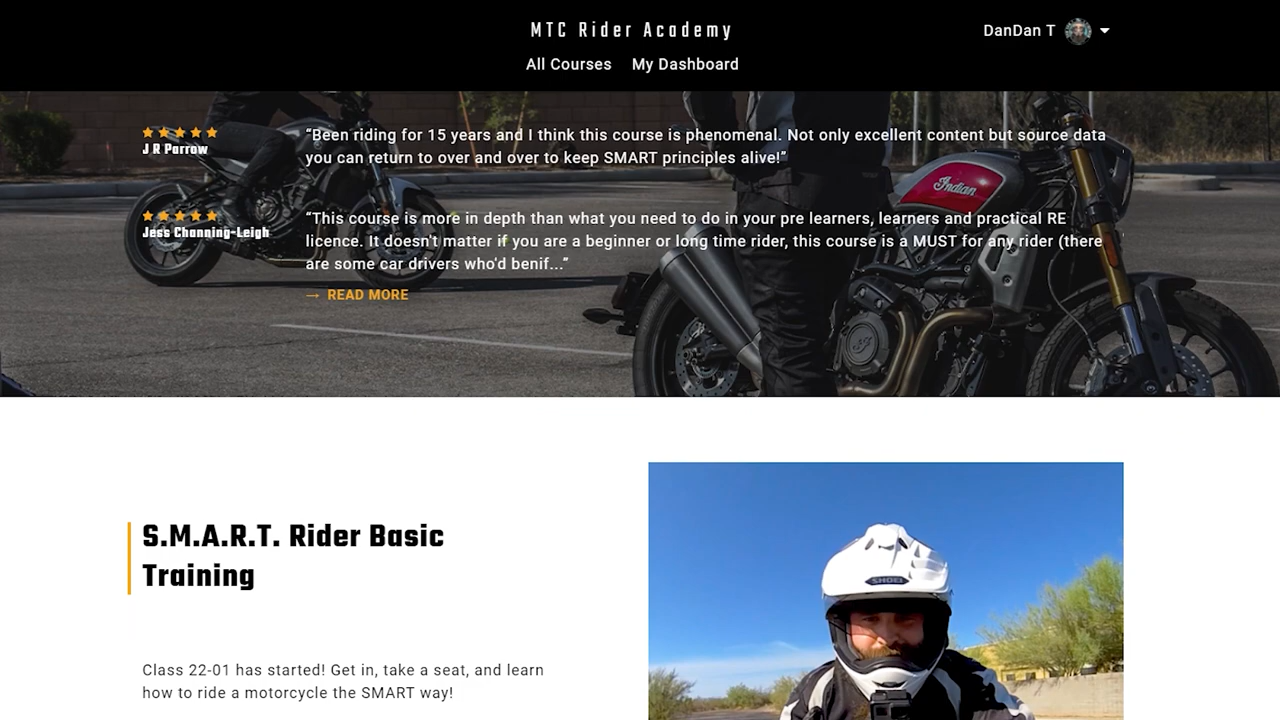 MTC Rider Academy
DanDan T
All Courses My Dashboard
J R Parrow
“Been riding for 15 years and I think this course is phenomenal. Not only excellent content but source data
you can return to over and over to keep SMART principles alive!”
Jess Channing-Leigh
“This course is more in depth than what you need to do in your pre learners, learners and practical RE
licence. It doesn't matter if you are a beginner or long time rider, this course is a MUST for any rider (there
are some car drivers who'd benif...”
→ READ MORE
Indian
S.M.A.R.T. Rider Basic
Training
SHOEI
Class 22-01 has started! Get in, take a seat, and learn
how to ride a motorcycle the SMART way!